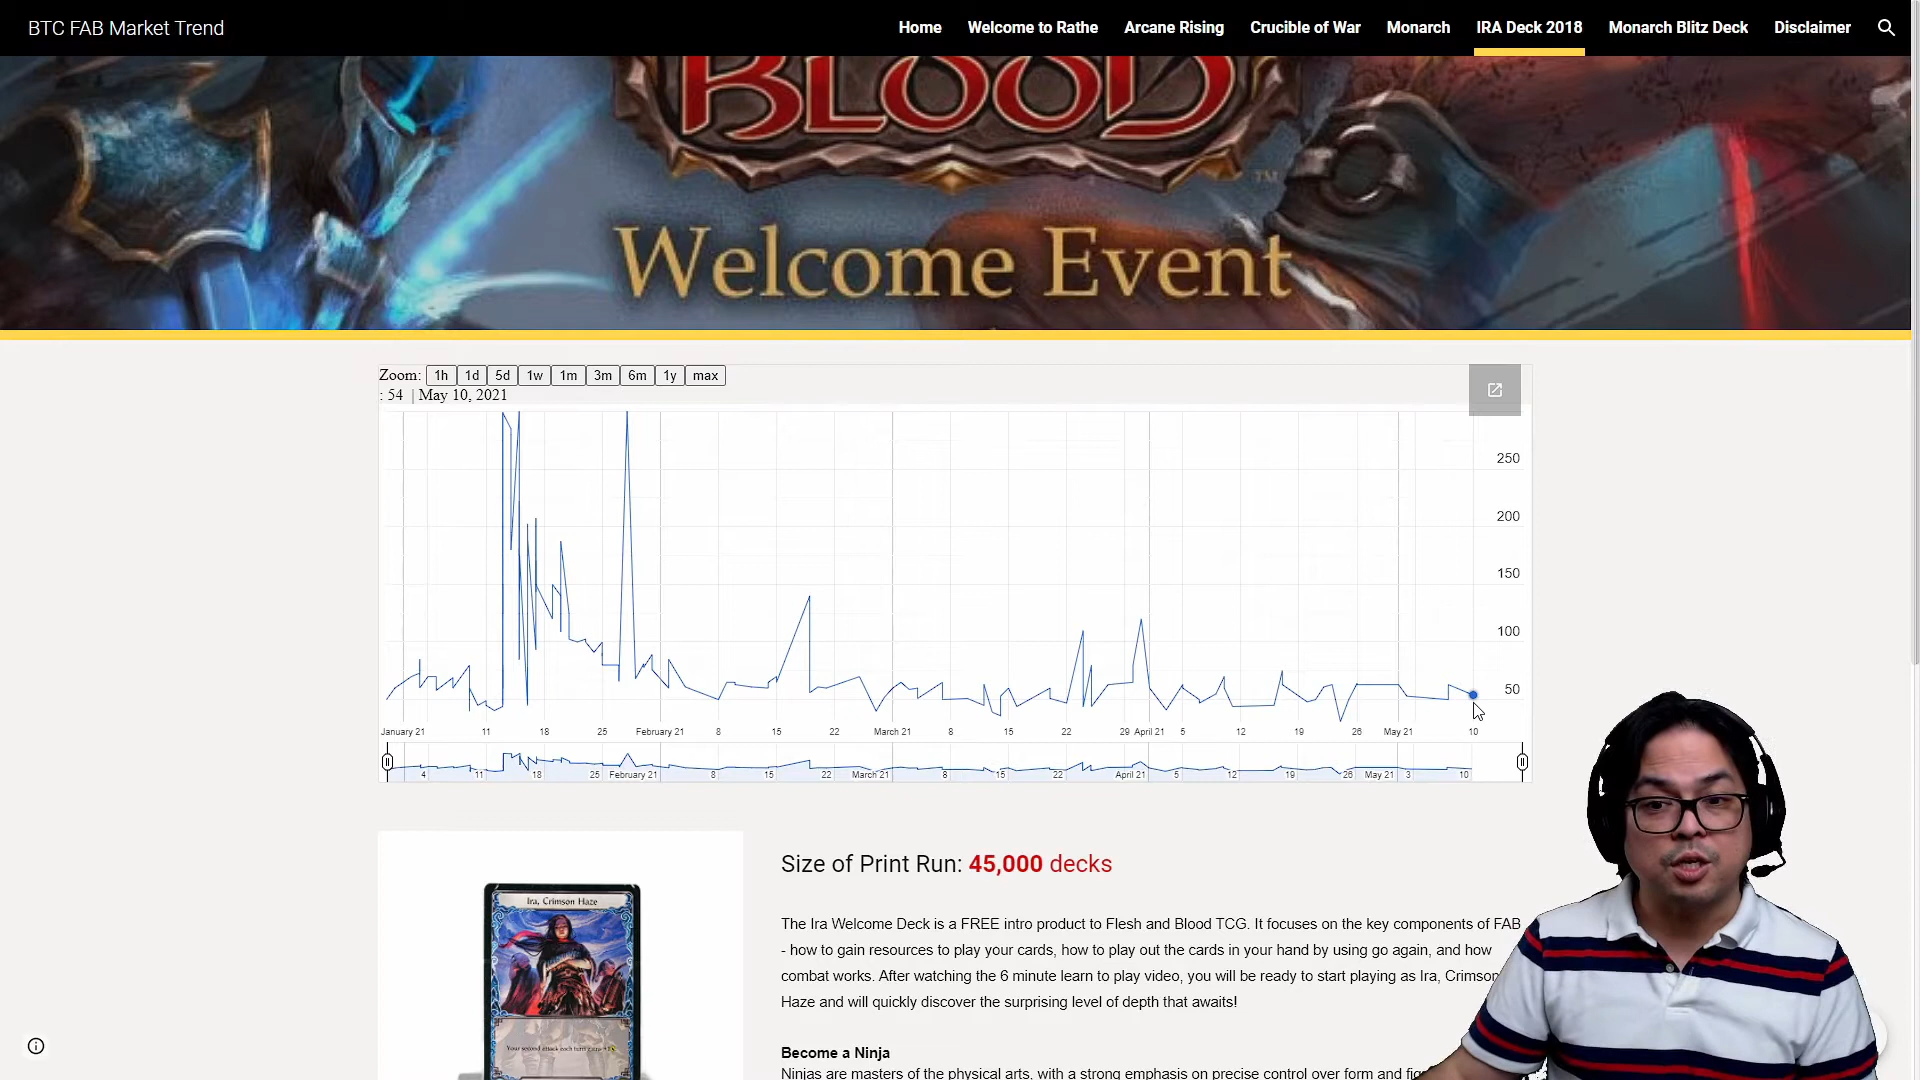 BTC FAB Market Trend
Home Welcome to Rathe Arcane Rising Crucible of War Monarch IRA Deck 2018 Monarch Blitz Deck Disclaimer
BLOOD
TM
Welcome Event
Zoom: 1h 1d 5d 1w 1m 3m 6m 1y max
: 54 | May 10, 2021
250
200
150
100
50
January 21 11 18 25 February 21 8 15 22 March 21 8 15 22 29 April 21 5 12 19 26 May 21 10
4 11 18 25 February 21 8 15 22 March 21 8 15 22 April 21 5 12 19 26 May 21 3 10
Size of Print Run: 45,000 decks
Ira, Crimson Haze
Your second attack each turn gains +1
The Ira Welcome Deck is a FREE intro product to Flesh and Blood TCG. It focuses on the key components of FAB
- how to gain resources to play your cards, how to play out the cards in your hand by using go again, and how
combat works. After watching the 6 minute learn to play video, you will be ready to start playing as Ira, Crimson
Haze and will quickly discover the surprising level of depth that awaits!
Become a Ninja
Ninjas are masters of the physical arts, with a strong emphasis on precise control over form and